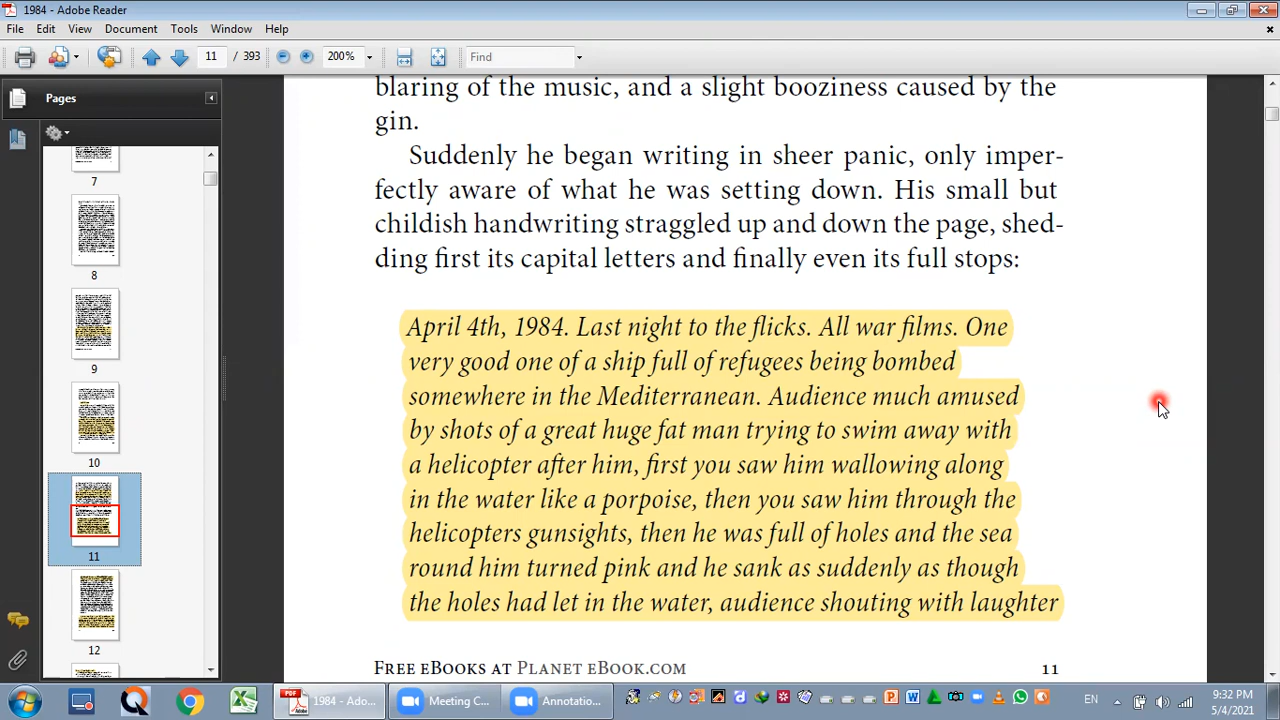 1984 - Adobe Reader
File Edit View Document Tools Window Help
11 / 393 200% Find
Pages
7
8
9
10
11
12
blaring of the music, and a slight booziness caused by the
gin.
Suddenly he began writing in sheer panic, only imper-
fectly aware of what he was setting down. His small but
childish handwriting straggled up and down the page, shed-
ding first its capital letters and finally even its full stops:
April 4th, 1984. Last night to the flicks. All war films. One
very good one of a ship full of refugees being bombed
somewhere in the Mediterranean. Audience much amused
by shots of a great huge fat man trying to swim away with
a helicopter after him, first you saw him wallowing along
in the water like a porpoise, then you saw him through the
helicopters gunsights, then he was full of holes and the sea
round him turned pink and he sank as suddenly as though
the holes had let in the water, audience shouting with laughter
Free eBooks at Planet eBook.com 11
1984 - Adobe Rea... Meeting C... Annotatio... EN 9:32 PM
5/4/2021